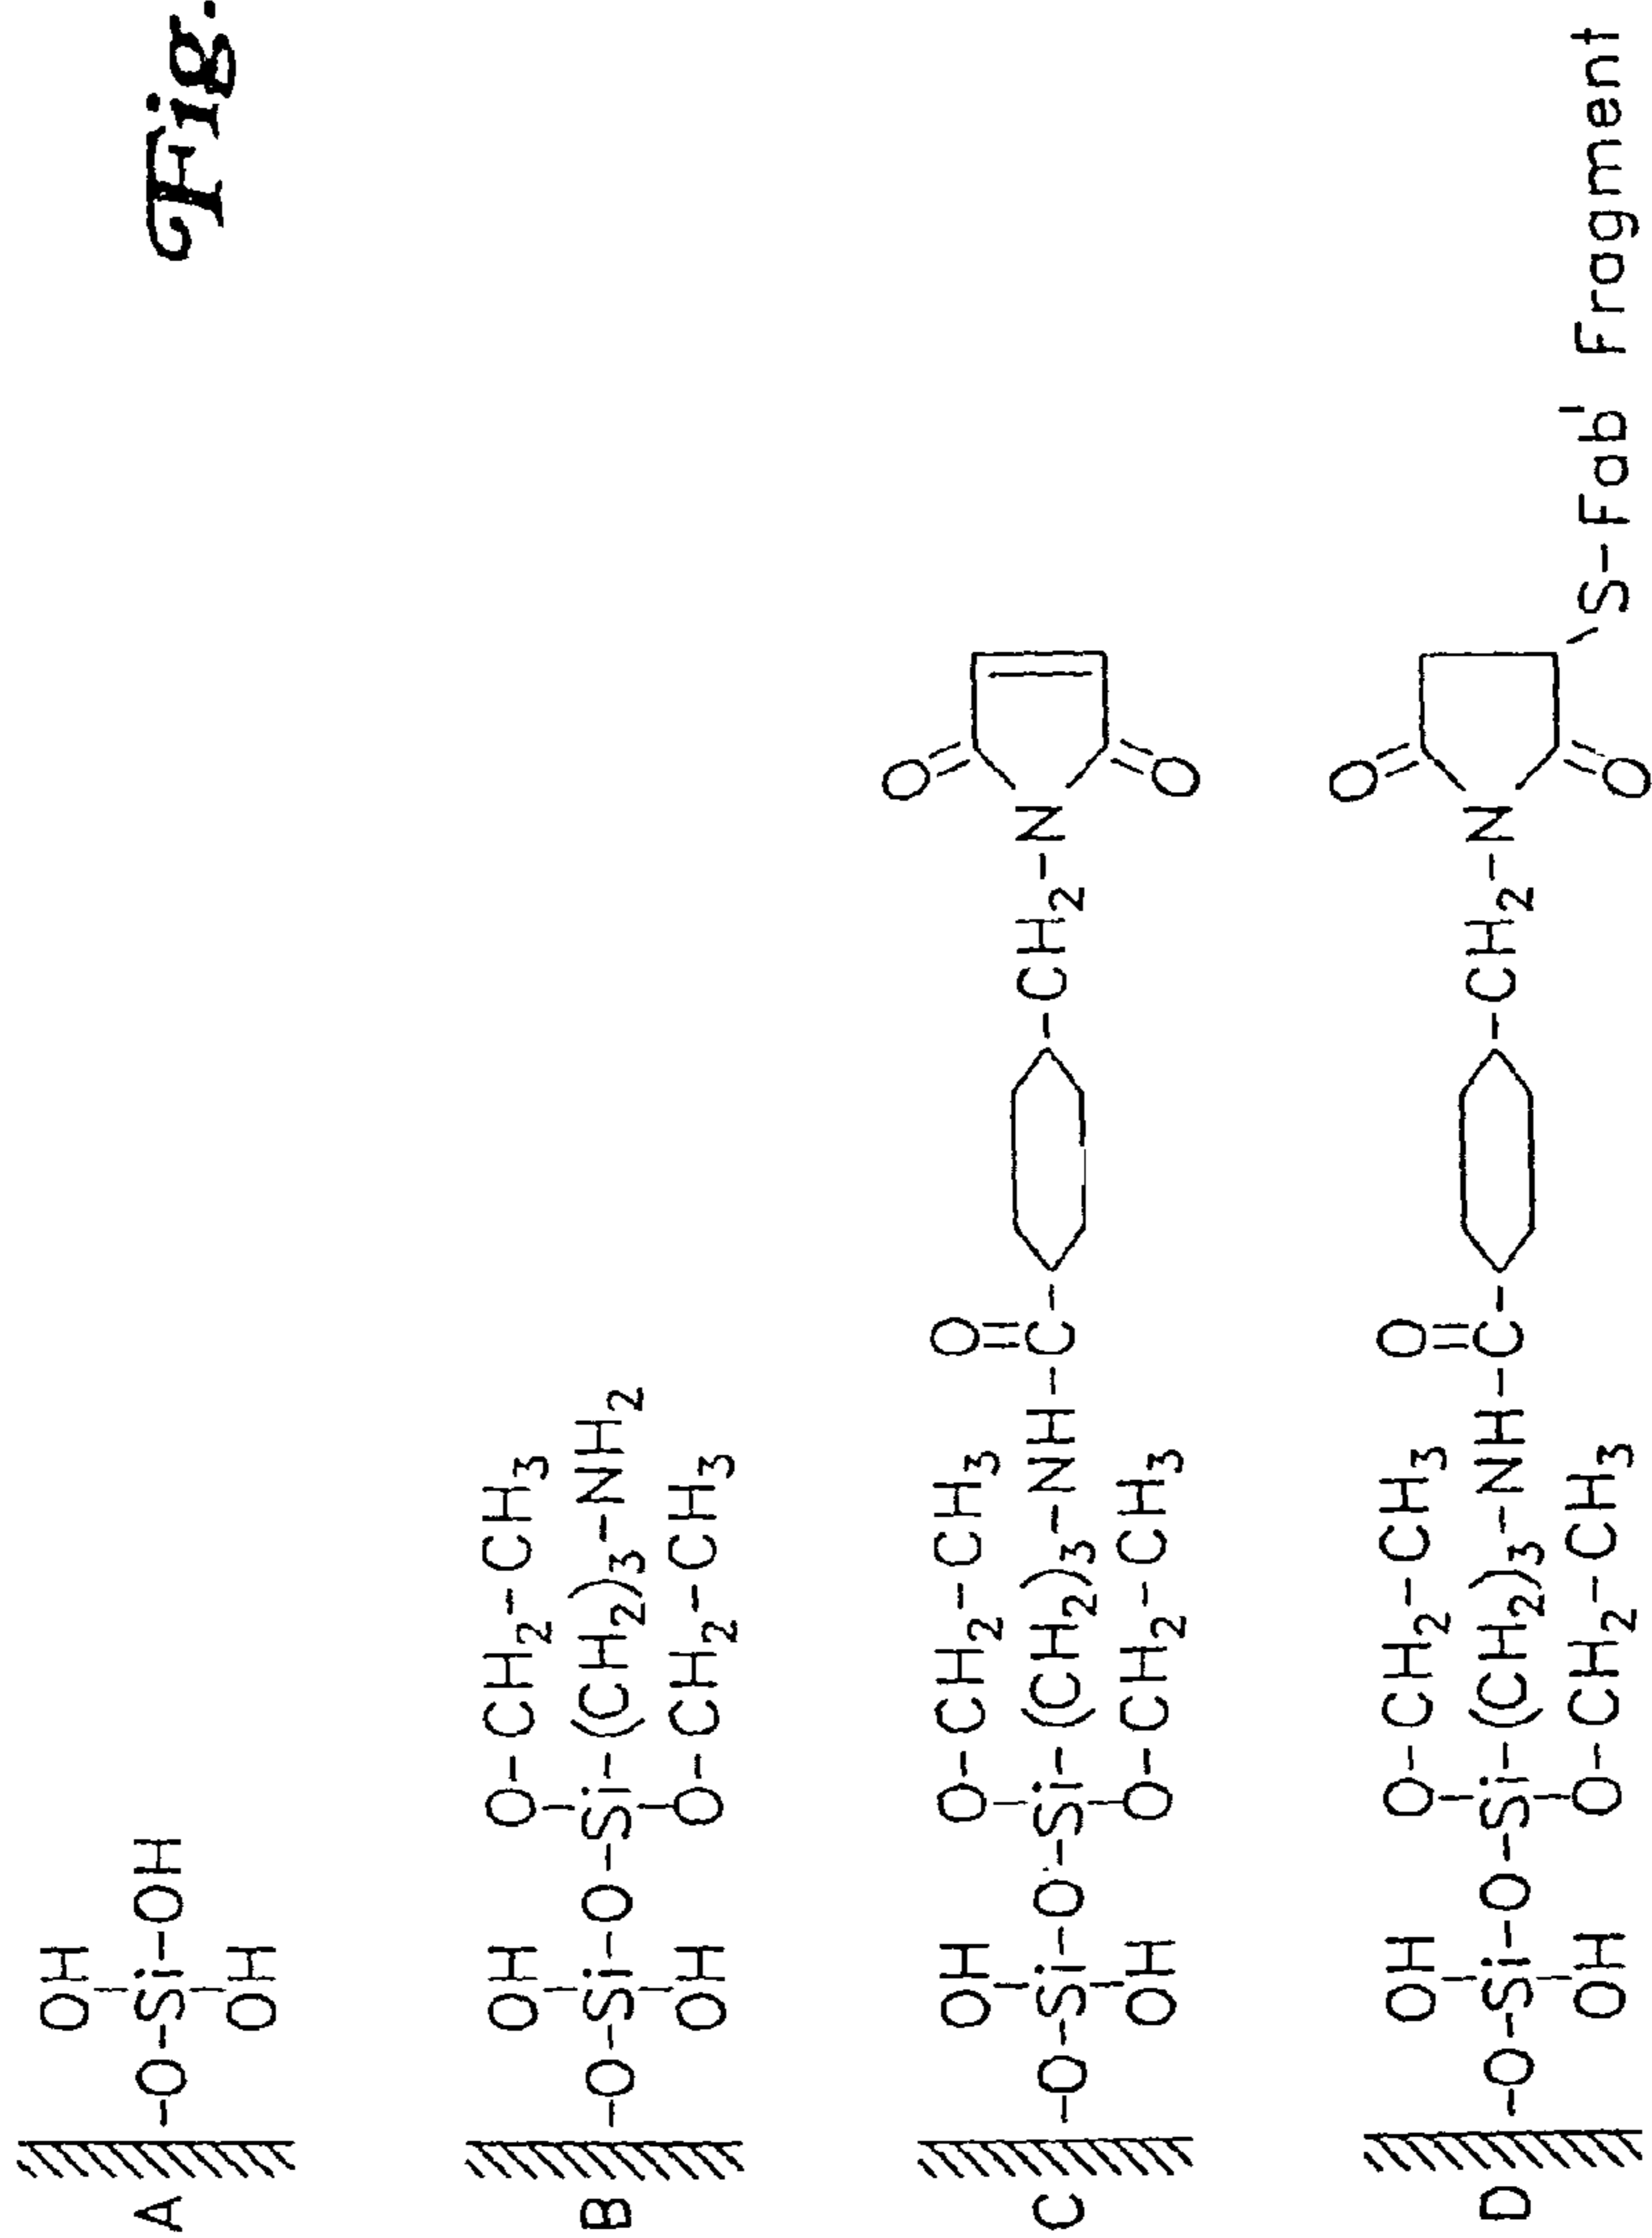 Fig.
A
OH
-O-Si-OH
OH
B
OH O-CH2-CH3
-O-Si-O-Si-(CH2)3-NH2
OH O-CH2-CH3
C
OH O-CH2-CH3 O O
-O-Si-O-Si-(CH2)3-NH-C- -CH2-N
OH O-CH2-CH3 O
D
OH O-CH2-CH3 O O
-O-Si-O-Si-(CH2)3-NH-C- -CH2-N
OH O-CH2-CH3 O S-Fab' Fragment